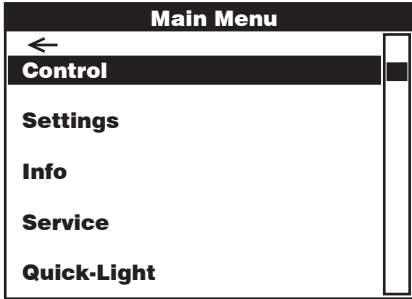 Main Menu
←
Control
Settings
Info
Service
Quick-Light